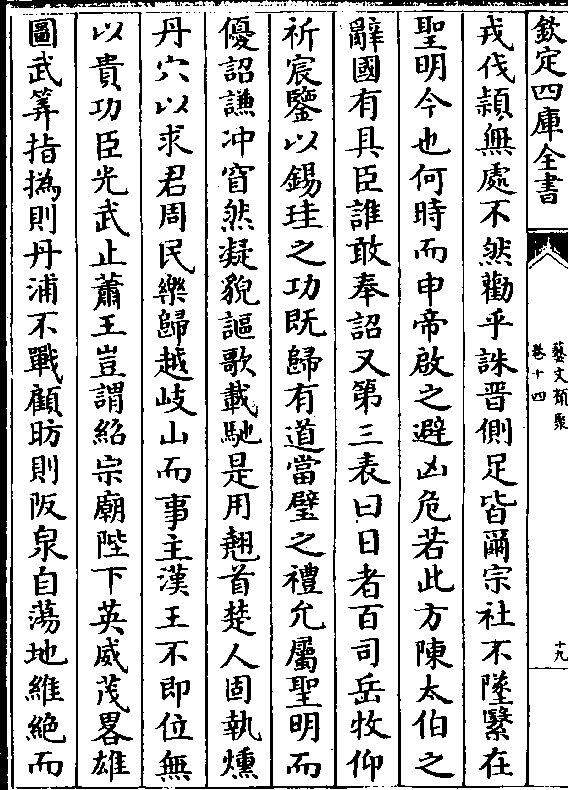 欽定四庫全書
藝文類聚
卷十四
十九
戎伐頴無處不然勸乎誅晋側足皆爾宗社不墜繄在
聖明今也何時而申帝啟之避凶危若此方陳太伯之
辭國有具臣誰敢奉詔又第三表曰日者百司岳牧仰
祈宸鑒以錫珪之功既歸有道當璧之禮允屬聖明而
優詔謙冲窅然凝貌謳歌載馳是用翹首楚人固執燻
丹穴以求君周民樂歸越岐山而事主漢王不即位無
以貴功臣光武止蕭王豈謂紹宗廟陛下英威茂畧雄
圖武筭指撝則丹浦不戰顧昐則阪泉自蕩地維絶而